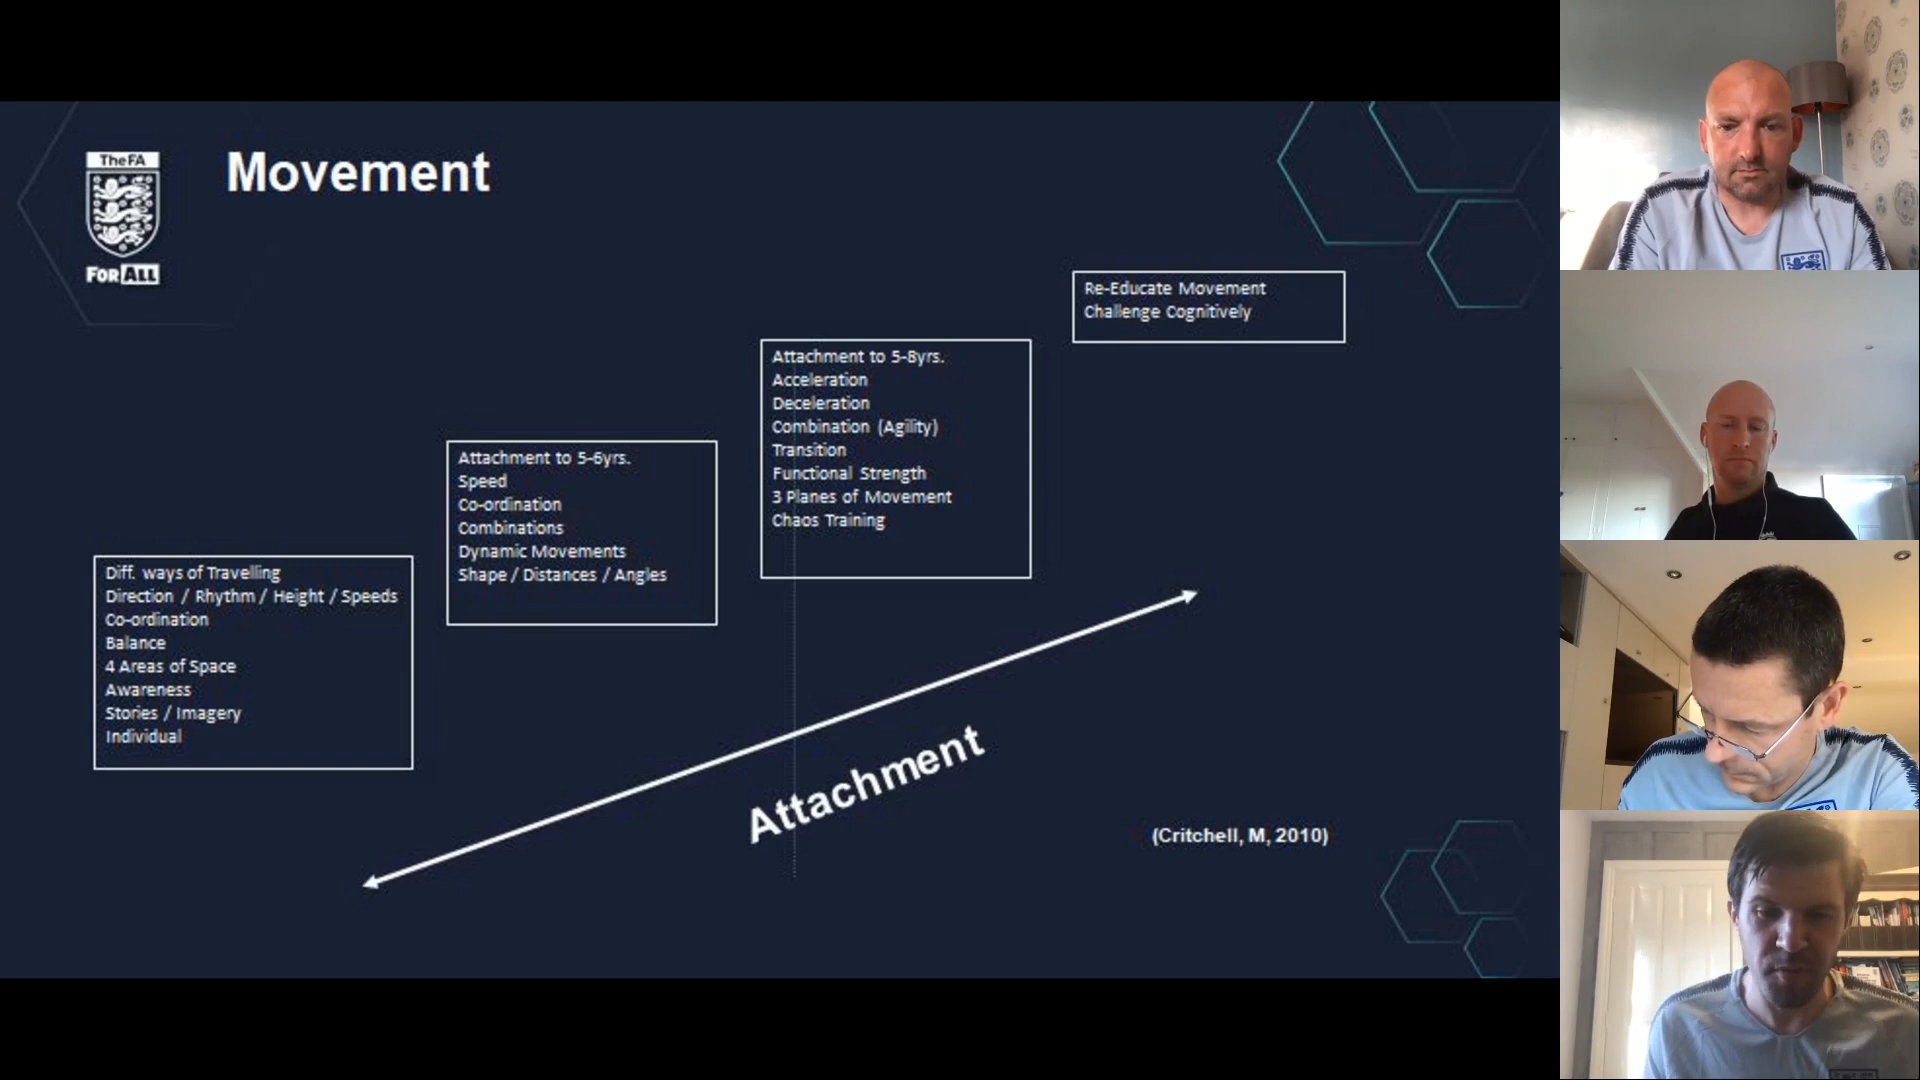 TheFA
FOR ALL
Movement
Re-Educate Movement
Challenge Cognitively
Attachment to 5-8yrs.
Acceleration
Deceleration
Combination (Agility)
Transition
Functional Strength
3 Planes of Movement
Chaos Training
Attachment to 5-6yrs.
Speed
Co-ordination
Combinations
Dynamic Movements
Shape / Distances / Angles
Diff. ways of Travelling
Direction / Rhythm / Height / Speeds
Co-ordination
Balance
4 Areas of Space
Awareness
Stories / Imagery
Individual
Attachment
(Critchell, M, 2010)